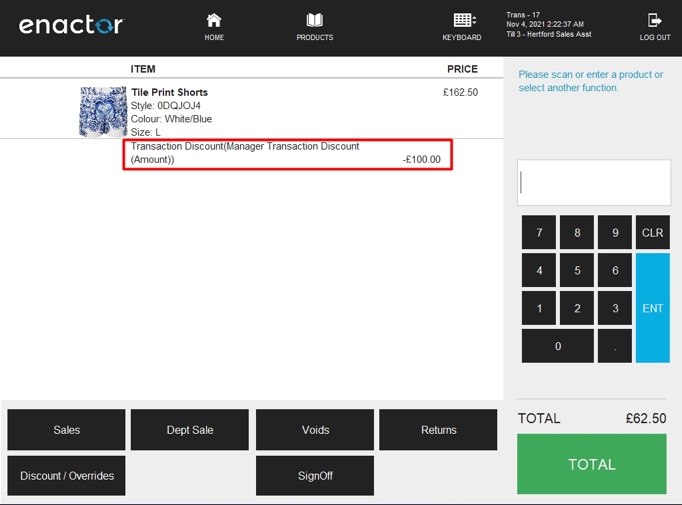 enactor
HOME
PRODUCTS
KEYBOARD
Trans - 17
Nov 4, 2021 2:22:37 AM
Till 3 - Hertford Sales Asst
LOG OUT
ITEM PRICE
Tile Print Shorts £162.50
Style: 0DQJOJ4
Colour: White/Blue
Size: L
Transaction Discount(Manager Transaction Discount
(Amount)) -£100.00
Please scan or enter a product or
select another function.
7 8 9 CLR
4 5 6
1 2 3 ENT
0 .
Sales Dept Sale Voids Returns
Discount / Overrides SignOff
TOTAL £62.50
TOTAL